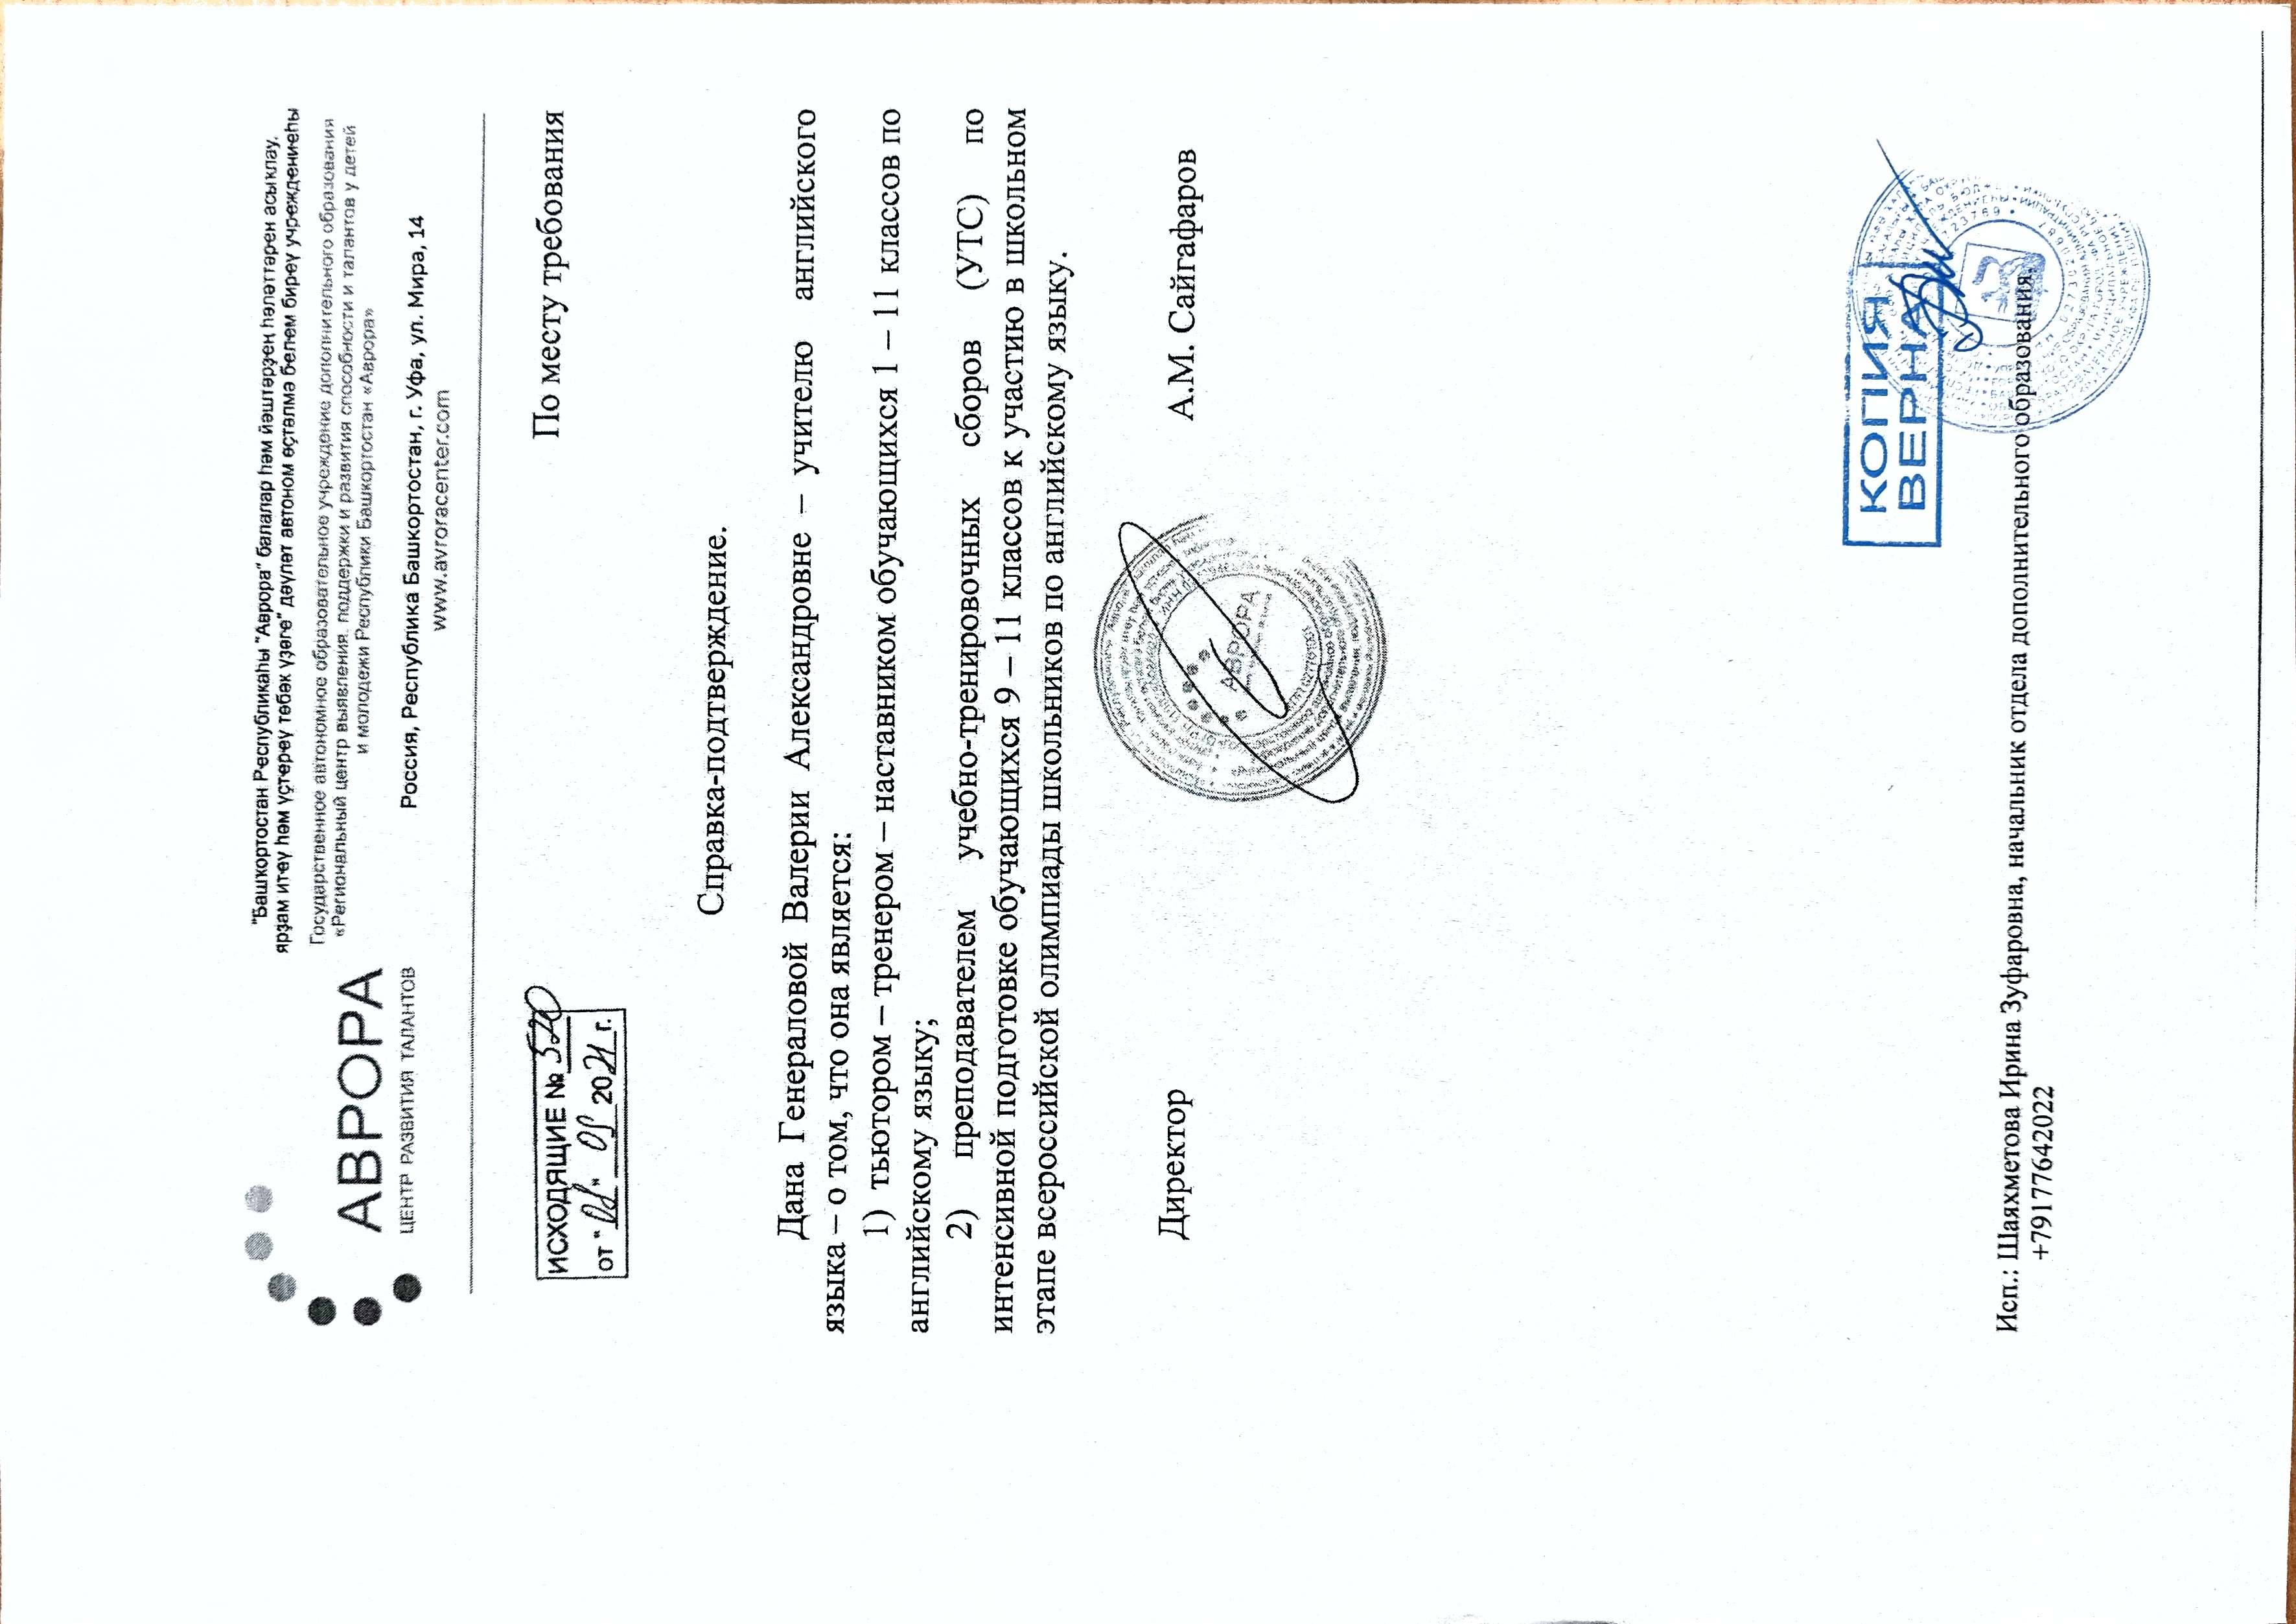 "Башҡортостан Республикаһы "Аврора" балалар һәм йәштәрҙең һәләттәрен асыҡлау,
ярҙам итеү һәм үҫтереү төбәк үҙәге" дәүләт автоном өҫтәлмә белем биреү учреждениеһы
Государственное автономное образовательное учреждение дополнительного образования
«Региональный центр выявления, поддержки и развития способности и талантов у детей
и молодежи Республики Башкортостан «Аврора»
АВРОРА
ЦЕНТР РАЗВИТИЯ ТАЛАНТОВ
Россия, Республика Башкортостан, г. Уфа, ул. Мира, 14
www.avroracenter.com
ИСХОДЯЩИЕ № 520
от "08" 09 2021 г.
По месту требования
Справка-подтверждение.
Дана Генераловой Валерии Александровне – учителю английского
языка – о том, что она является:
1) тьютором – тренером – наставником обучающихся 1 – 11 классов по
английскому языку;
2) преподавателем учебно-тренировочных сборов (УТС) по
интенсивной подготовке обучающихся 9 – 11 классов к участию в школьном
этапе всероссийской олимпиады школьников по английскому языку.
Директор
АВРОРА
А.М. Сайгафаров
КОПИЯ
ВЕРНА
Исп.: Шаяхметова Ирина Зуфаровна, начальник отдела дополнительного образования,
+79177642022